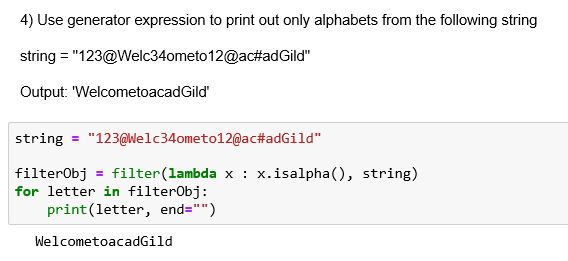 4) Use generator expression to print out only alphabets from the following string
string = "123@Welc34ometo12@ac#adGild"
Output: 'WelcometoacadGild'
string = "123@Welc34ometo12@ac#adGild"
filterObj = filter(lambda x : x.isalpha(), string)
for letter in filterObj:
    print(letter, end="")
WelcometoacadGild